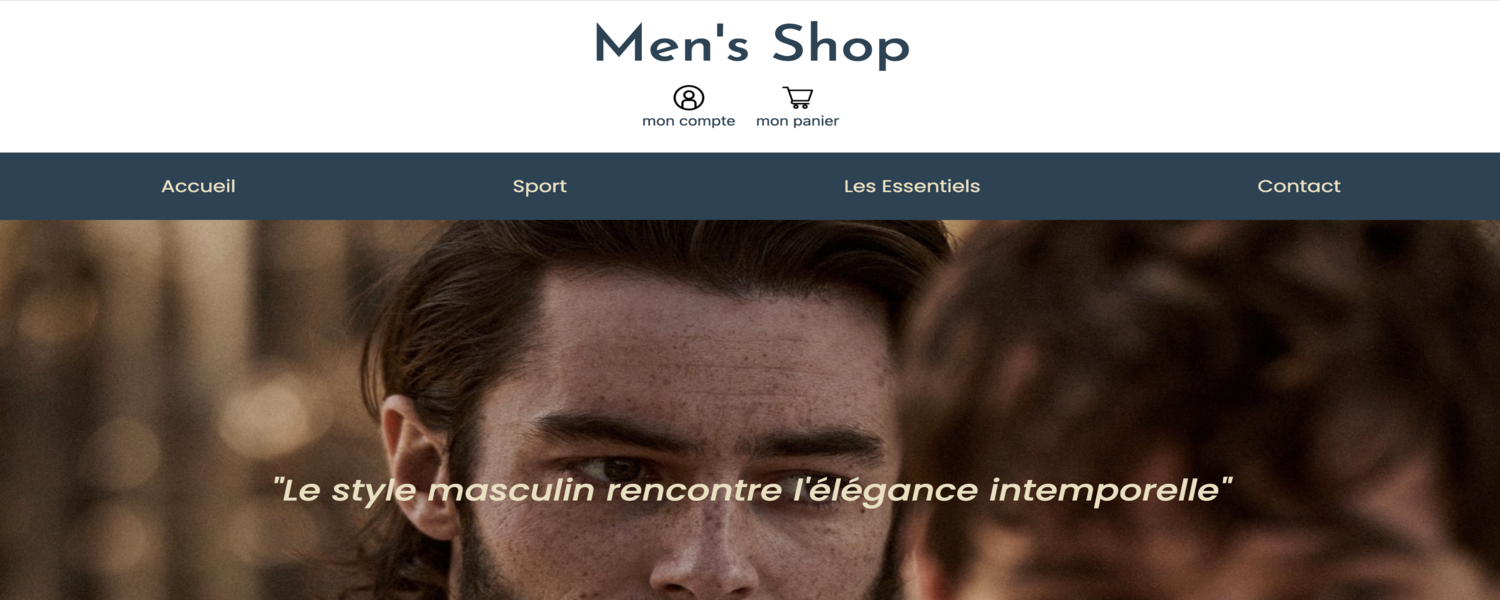 Men's Shop
mon compte mon panier
Accueil Sport Les Essentiels Contact
"Le style masculin rencontre l'élégance intemporelle"